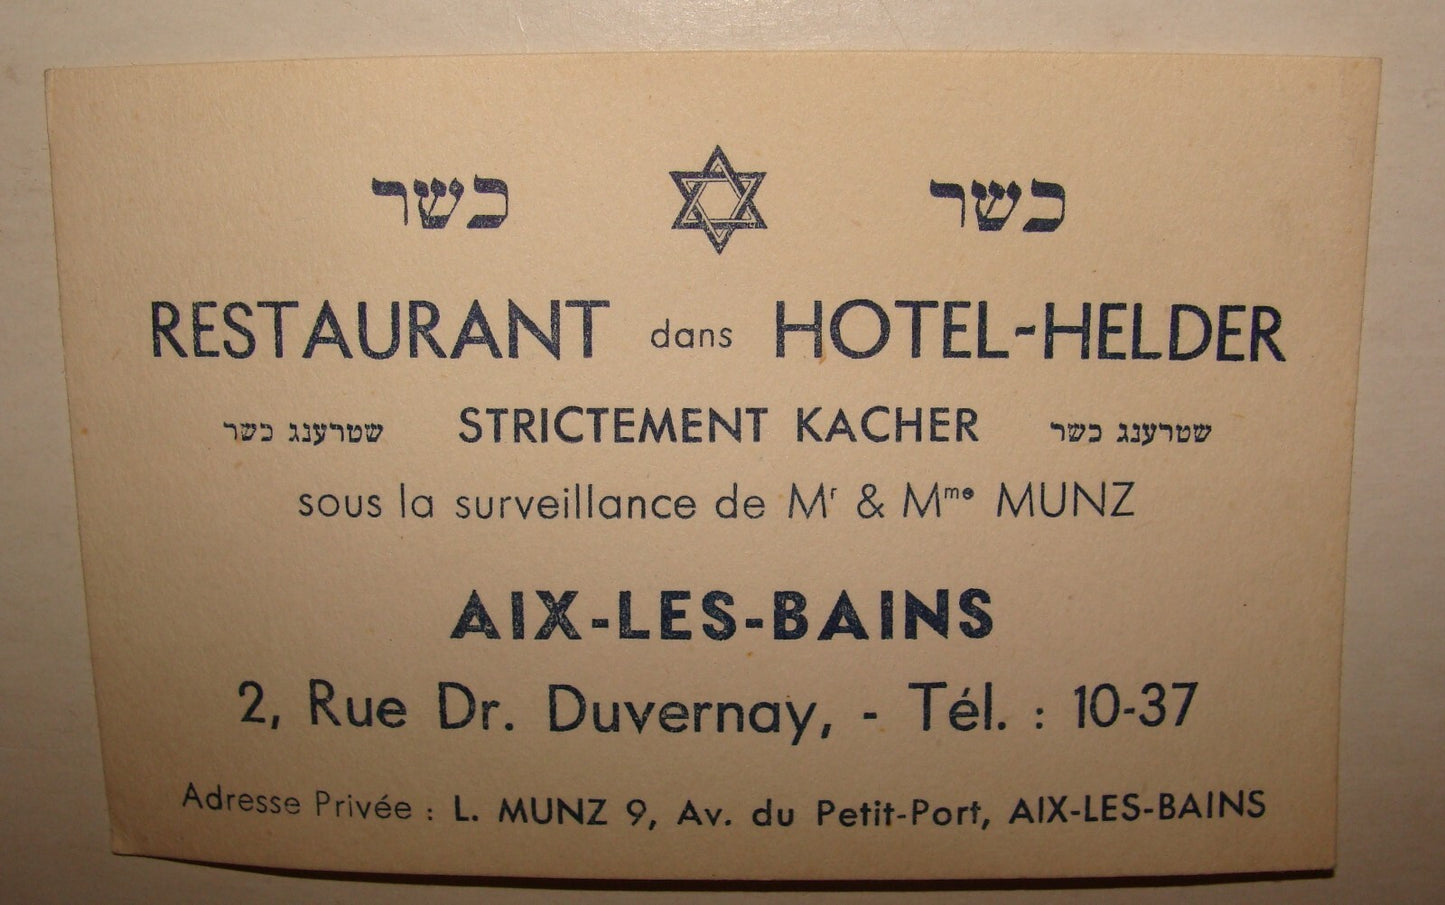 כשר כשר
RESTAURANT dans HOTEL-HELDER
שטרענג כשר STRICTEMENT KACHER שטרענג כשר
sous la surveillance de Mr & Mme MUNZ
AIX-LES-BAINS
2, Rue Dr. Duvernay, - Tél. : 10-37
Adresse Privée : L. MUNZ 9, Av. du Petit-Port, AIX-LES-BAINS